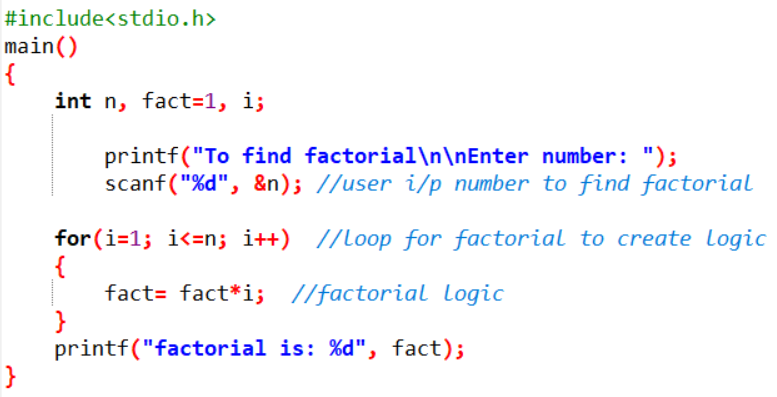 #include<stdio.h>
main()
{
    int n, fact=1, i;
        printf("To find factorial\n\nEnter number: ");
        scanf("%d", &n); //user i/p number to find factorial
    for(i=1; i<=n; i++)  //loop for factorial to create logic
    {
        fact= fact*i;  //factorial logic
    }
    printf("factorial is: %d", fact);
}